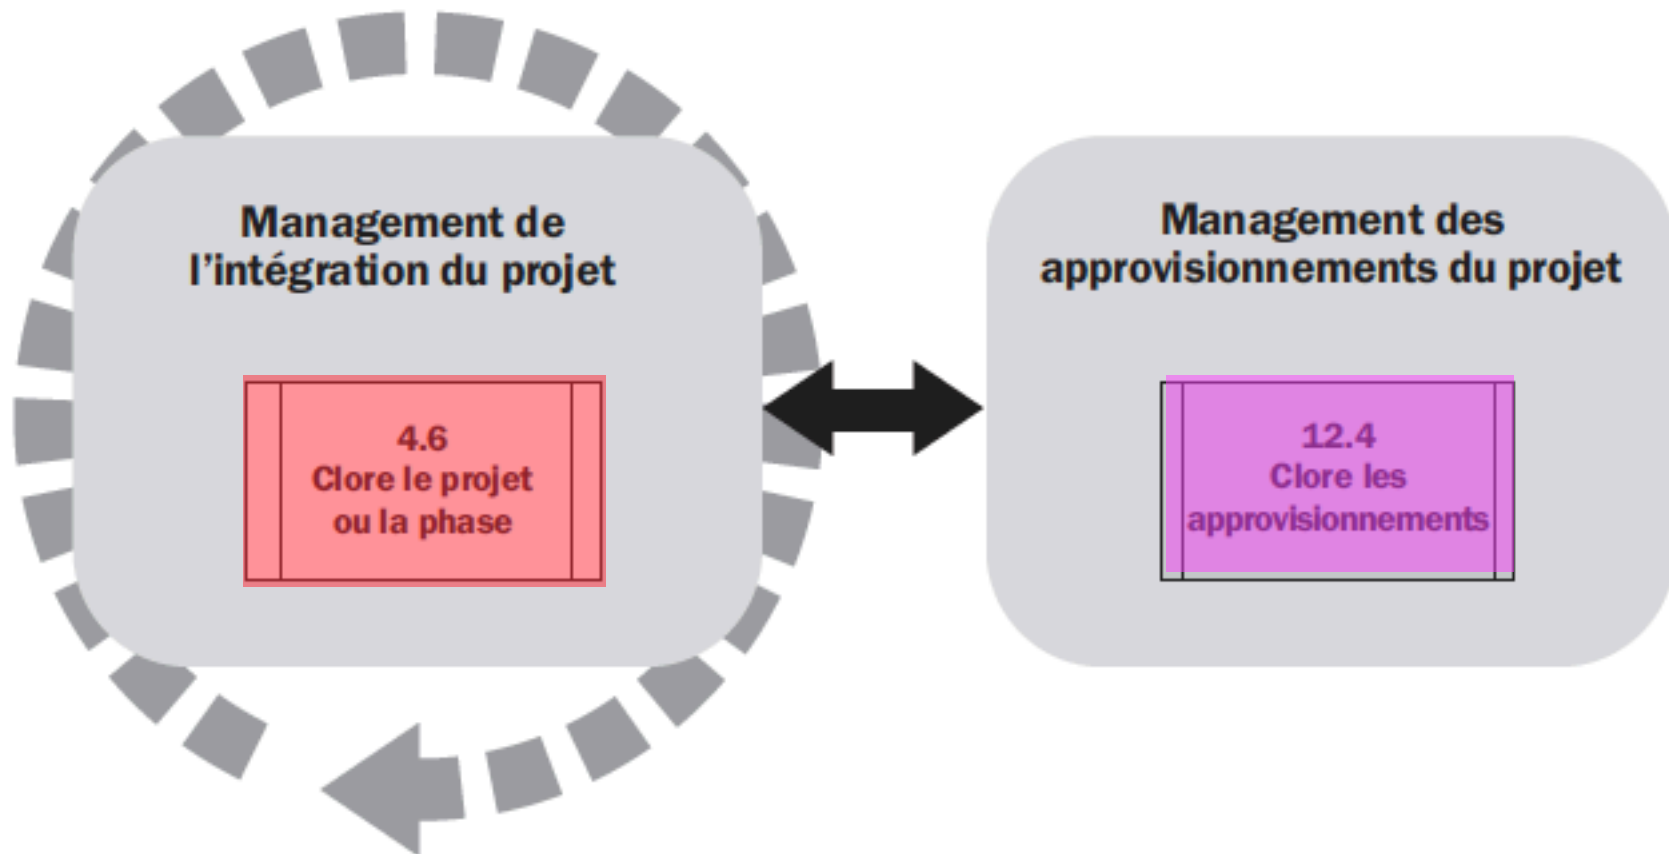 Management de
l’intégration du projet
4.6
Clore le projet
ou la phase
Management des
approvisionnements du projet
12.4
Clore les
approvisionnements